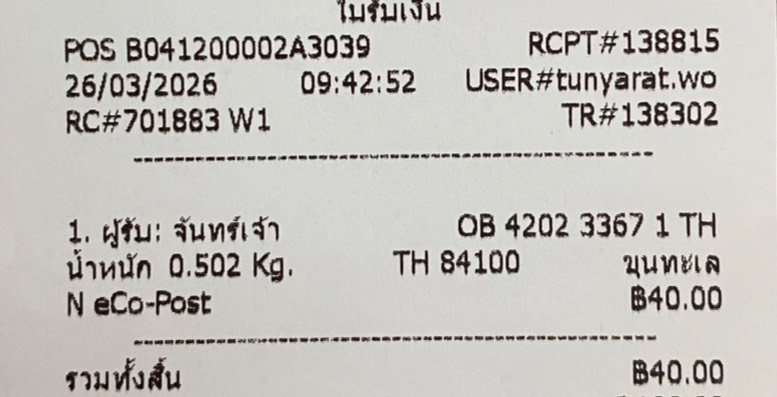 ใบรับเงิน
POS B041200002A3039 RCPT#138815
26/03/2026 09:42:52 USER#tunyarat.wo
RC#701883 W1 TR#138302
1. ผู้รับ: จันทร์เจ้า OB 4202 3367 1 TH
น้ำหนัก 0.502 Kg. TH 84100 ขุนทะเล
N eCo-Post ฿40.00
รวมทั้งสิ้น ฿40.00